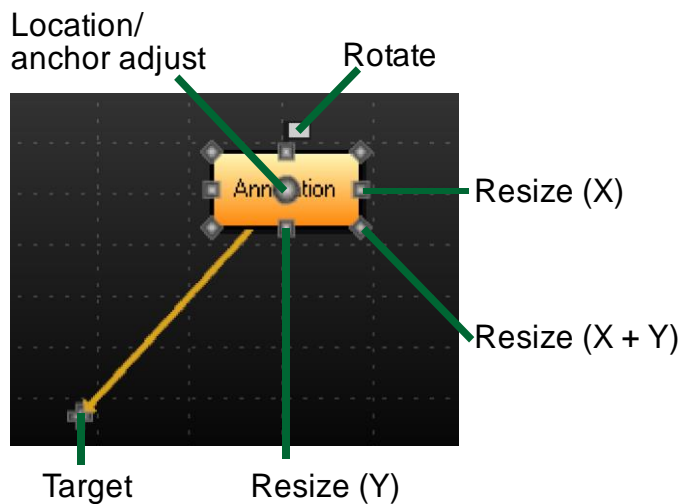 Location/
anchor adjust
Rotate
Resize (X)
Resize (X + Y)
Target
Resize (Y)